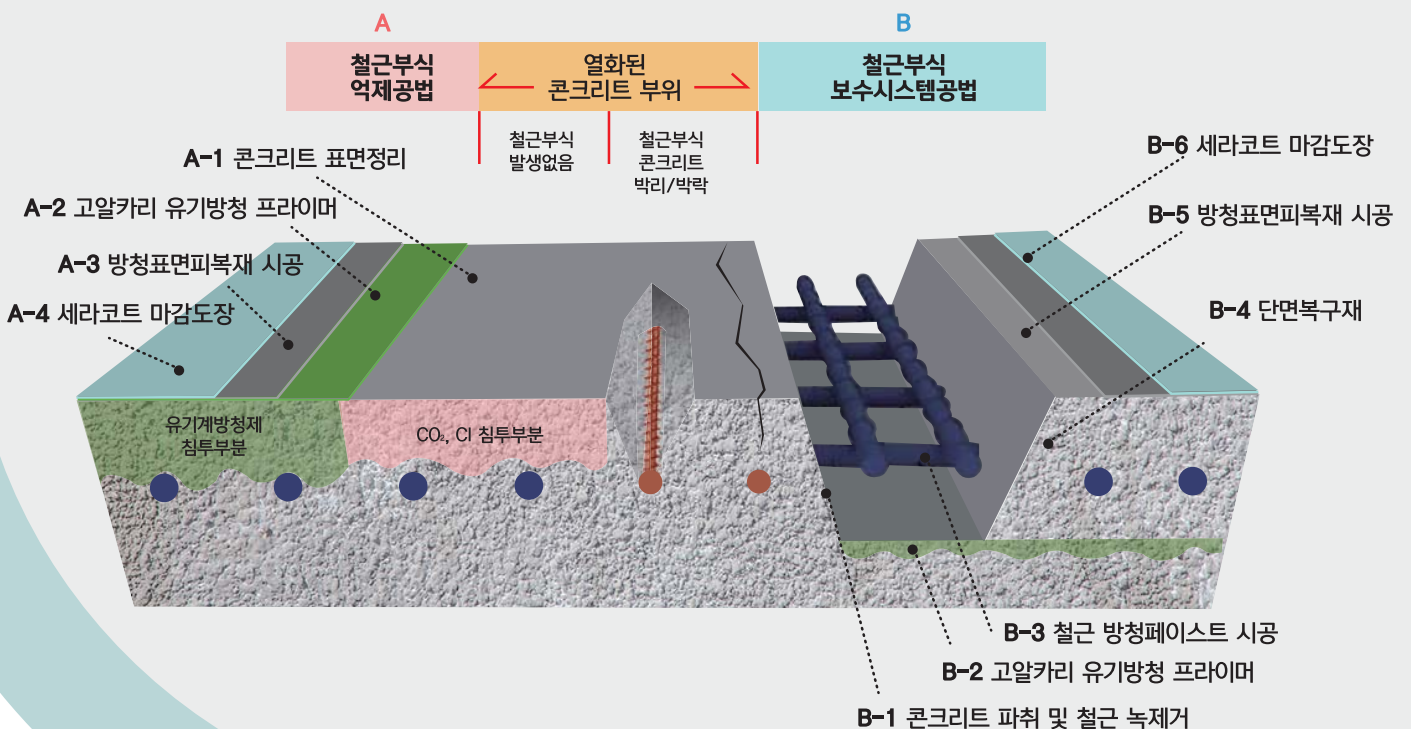 A
B
철근부식
억제공법
열화된
콘크리트 부위
철근부식
보수시스템공법
철근부식
발생없음
철근부식
콘크리트
박리/박락
A-1 콘크리트 표면정리
A-2 고알카리 유기방청 프라이머
A-3 방청표면피복재 시공
A-4 세라코트 마감도장
B-6 세라코트 마감도장
B-5 방청표면피복재 시공
B-4 단면복구재
유기계방청제
침투부분
CO₂, Cl 침투부분
B-3 철근 방청페이스트 시공
B-2 고알카리 유기방청 프라이머
B-1 콘크리트 파취 및 철근 녹제거